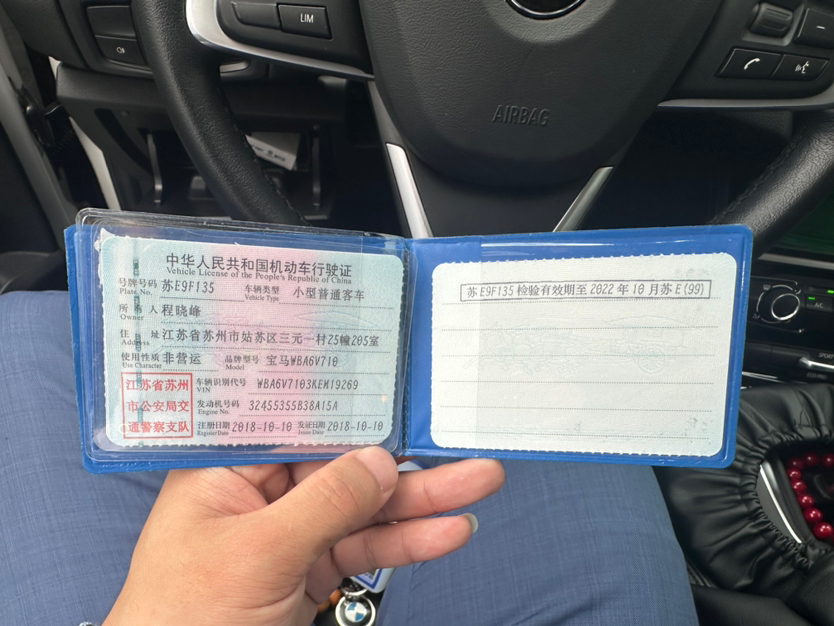 LIM
AIRBAG
中华人民共和国机动车行驶证
Vehicle License of the People's Republic of China
号牌号码 苏E9F135 车辆类型 小型普通客车
Plate No. Vehicle Type
所有人 程晓峰
Owner
住址 江苏省苏州市姑苏区三元一村25幢205室
Address
使用性质 非营运 品牌型号 宝马WBA6V710
Use Character Model
江苏省苏州
市公安局交
通警察支队
车辆识别代号 WBA6V7103KEM19269
VIN
发动机号码 32455355B38A15A
Engine No.
注册日期 2018-10-10 发证日期 2018-10-10
Register Date Issue Date
苏E9F135 检验有效期至 2022 年 10 月苏 E (99)
SPORT